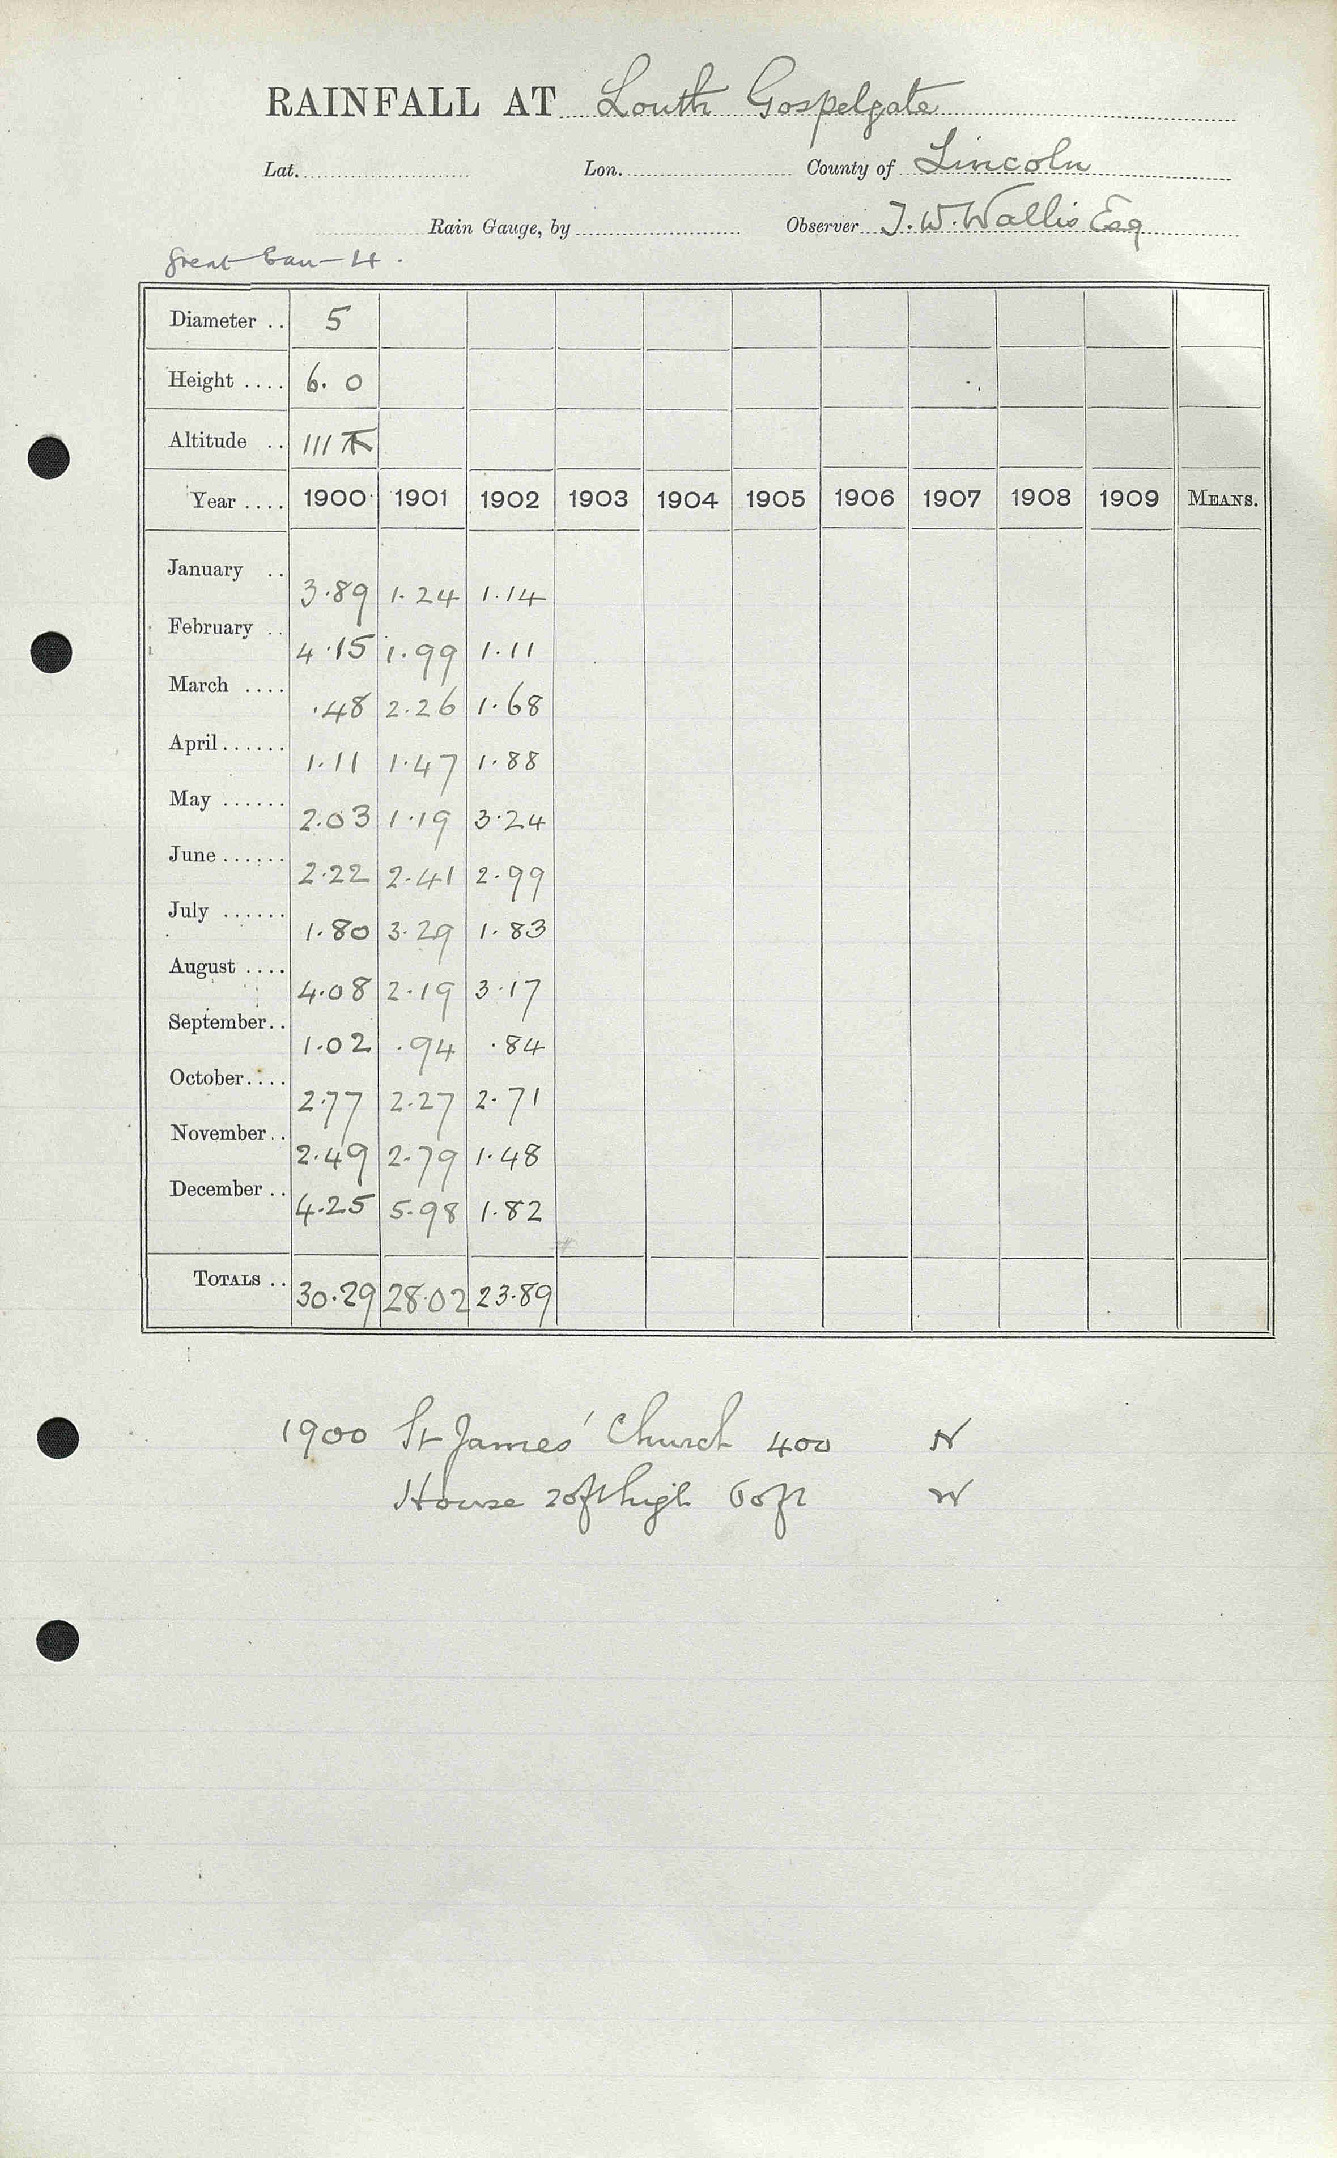 RAINFALL AT Louth Gospelgate
Lat. Lon. County of Lincoln
Rain Gauge, by Observer T. W. Wallis Esq
Great 4.
Diameter .. 5
Height .... 6. 0
Altitude .. 111
Year .... 1900 1901 1902 1903 1904 1905 1906 1907 1908 1909 MEANS.
January .. 3.89 1.24 1.14
February .. 4.15 1.99 1.11
March .... .48 2.26 1.68
April...... 1.11 1.47 1.88
May ...... 2.03 1.19 3.24
June...... 2.22 2.41 2.99
July ...... 1.80 3.29 1.83
August .... 4.08 2.19 3.17
September.. 1.02 .94 .84
October.... 2.77 2.27 2.71
November.. 2.49 2.79 1.48
December .. 4.25 5.98 1.82
TOTALS .. 30.29 28.02 23.89
1900 St James' Church 400 N
House 20ft high 60ft W